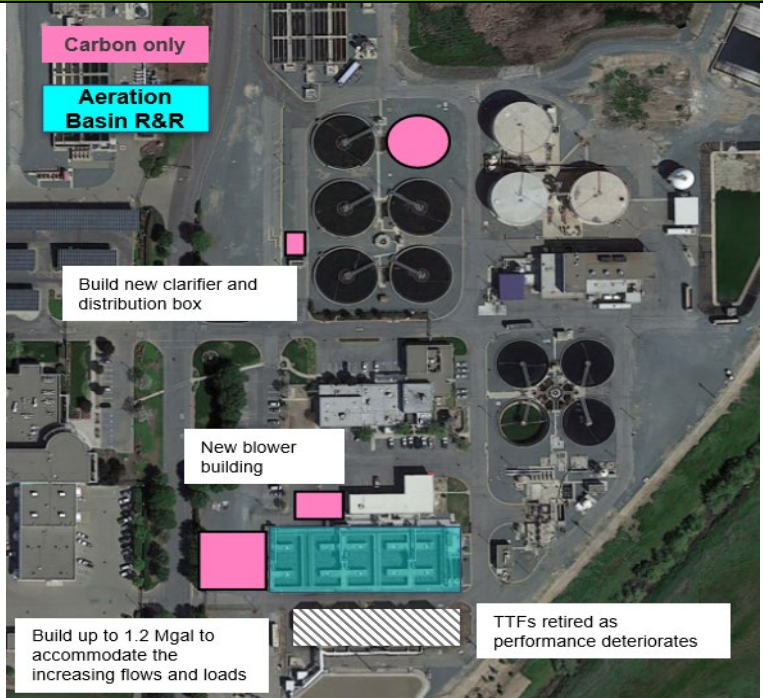 Carbon only
Aeration
Basin R&R
Build new clarifier and
distribution box
New blower
building
Build up to 1.2 Mgal to
accommodate the
increasing flows and loads
TTFs retired as
performance deteriorates